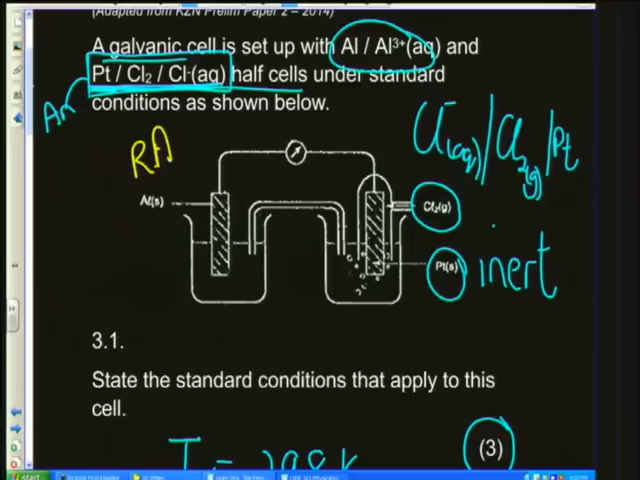 (Adapted from KZN Prelim Paper 2 – 2014)
A galvanic cell is set up with Al / Al³⁺(aq) and
Pt / Cl₂ / Cl⁻(aq) half cells under standard
conditions as shown below.
An
RA
Cl⁻(aq)/Cl₂(g)/Pt
Al(s)
Cl₂(g)
Pt(s)
inert
3.1.
State the standard conditions that apply to this
cell.
(3)
start